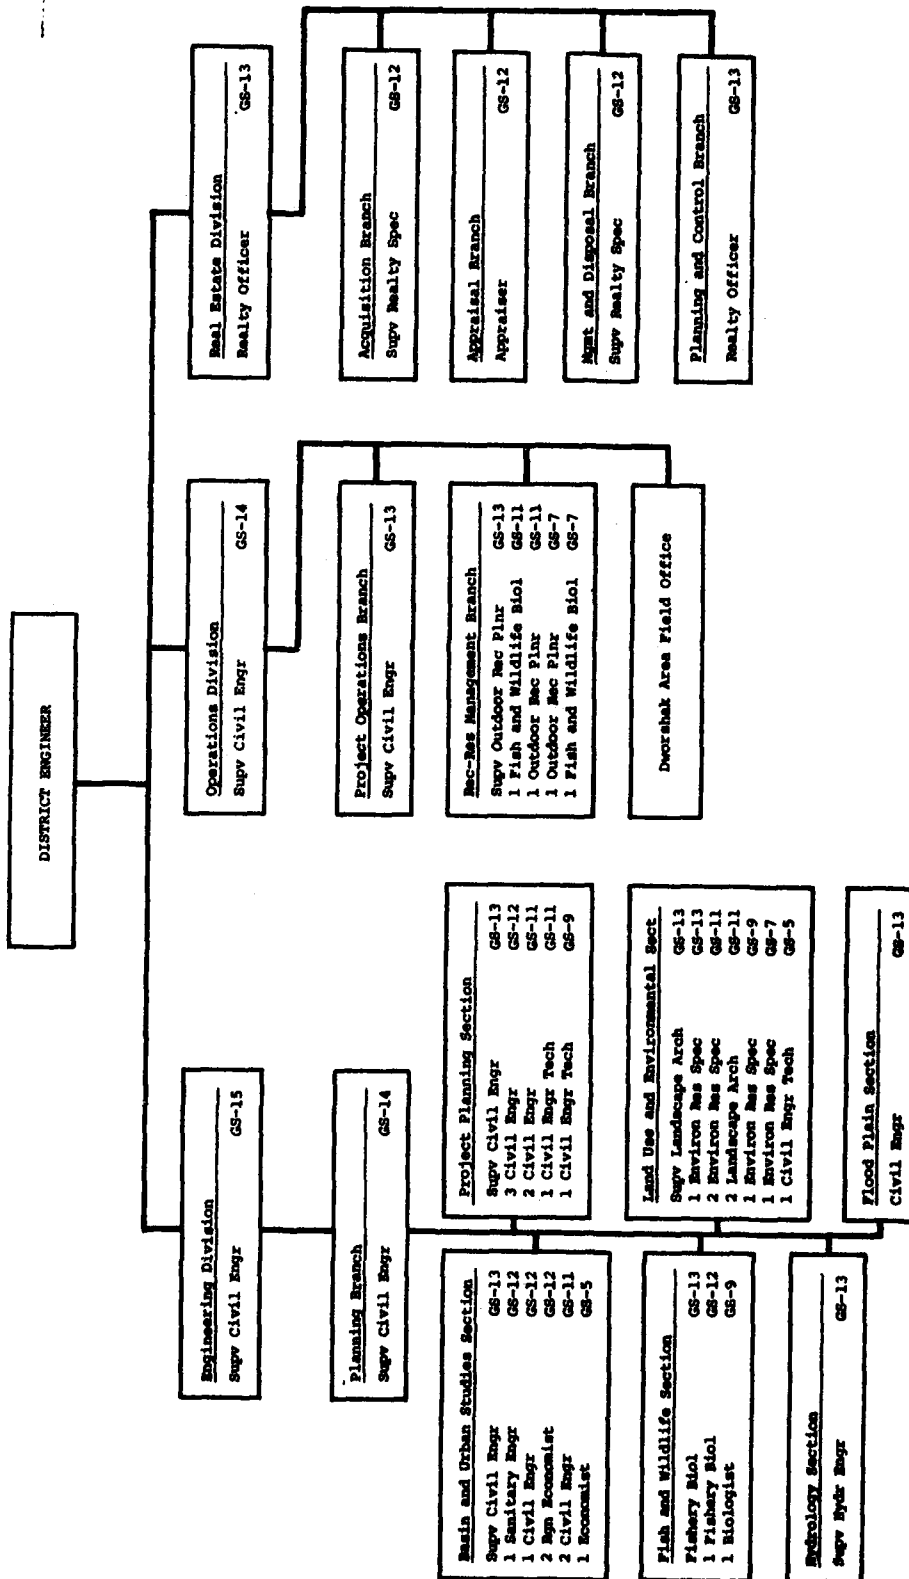 DISTRICT ENGINEER
Engineering Division
Supv Civil Engr GS-15
Planning Branch
Supv Civil Engr GS-14
Basin and Urban Studies Section
Supv Civil Engr GS-13
1 Sanitary Engr GS-12
1 Civil Engr GS-12
2 Rgn Economist GS-12
2 Civil Engr GS-11
1 Economist GS-5
Fish and Wildlife Section
Fishery Biol GS-13
1 Fishery Biol GS-12
1 Biologist GS-9
Hydrology Section
Supv Hydr Engr GS-13
Project Planning Section
Supv Civil Engr GS-13
3 Civil Engr GS-12
2 Civil Engr GS-11
1 Civil Engr Tech GS-11
1 Civil Engr Tech GS-9
Land Use and Environmental Sect
Supv Landscape Arch GS-13
1 Environ Res Spec GS-13
2 Environ Res Spec GS-11
2 Landscape Arch GS-11
1 Environ Res Spec GS-9
1 Environ Res Spec GS-7
1 Civil Engr Tech GS-5
Flood Plain Section
Civil Engr GS-13
Operations Division
Supv Civil Engr GS-14
Project Operations Branch
Supv Civil Engr GS-13
Rec-Res Management Branch
Supv Outdoor Rec Plnr GS-13
1 Fish and Wildlife Biol GS-11
1 Outdoor Rec Plnr GS-11
1 Outdoor Rec Plnr GS-7
1 Fish and Wildlife Biol GS-7
Dworshak Area Field Office
Real Estate Division
Realty Officer GS-13
Acquisition Branch
Supv Realty Spec GS-12
Appraisal Branch
Appraiser GS-12
Mgmt and Disposal Branch
Supv Realty Spec GS-12
Planning and Control Branch
Realty Officer GS-13